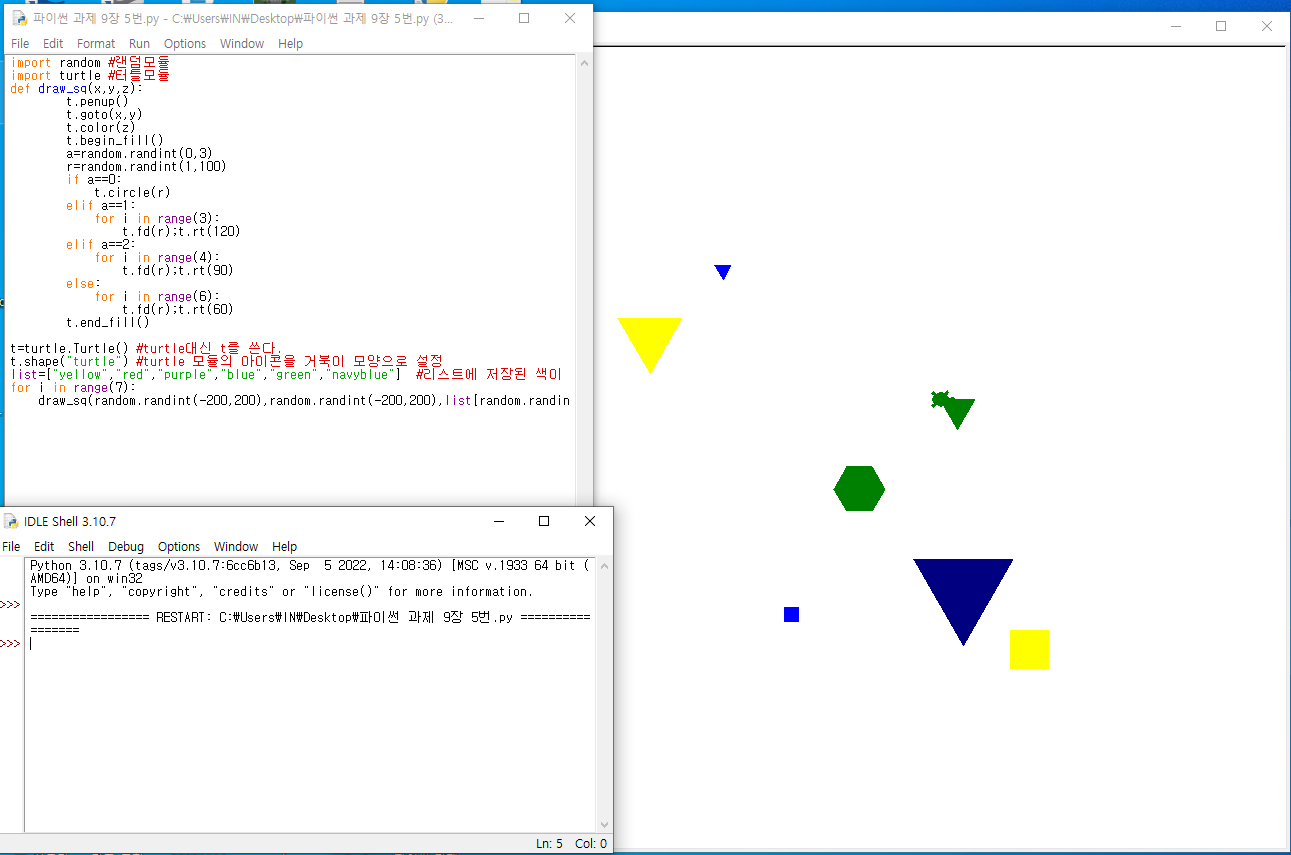 파이썬 과제 9장 5번.py - C:₩Users₩IN₩Desktop₩파이썬 과제 9장 5번.py (3...
File Edit Format Run Options Window Help
import random #랜덤모듈
import turtle #터틀모듈
def draw_sq(x,y,z):
t.penup()
t.goto(x,y)
t.color(z)
t.begin_fill()
a=random.randint(0,3)
r=random.randint(1,100)
if a==0:
t.circle(r)
elif a==1:
for i in range(3):
t.fd(r);t.rt(120)
elif a==2:
for i in range(4):
t.fd(r);t.rt(90)
else:
for i in range(6):
t.fd(r);t.rt(60)
t.end_fill()
t=turtle.Turtle() #turtle대신 t를 쓴다.
t.shape("turtle") #turtle 모듈의 아이콘을 거북이 모양으로 설정
list=["yellow","red","purple","blue","green","navyblue"] #리스트에 저장된 색이
for i in range(7):
draw_sq(random.randint(-200,200),random.randint(-200,200),list[random.randin
IDLE Shell 3.10.7
File Edit Shell Debug Options Window Help
Python 3.10.7 (tags/v3.10.7:6cc6b13, Sep 5 2022, 14:08:36) [MSC v.1933 64 bit (
AMD64)] on win32
Type "help", "copyright", "credits" or "license()" for more information.
>>>
================= RESTART: C:₩Users₩IN₩Desktop₩파이썬 과제 9장 5번.py ==========
=======
>>>
Ln: 5 Col: 0